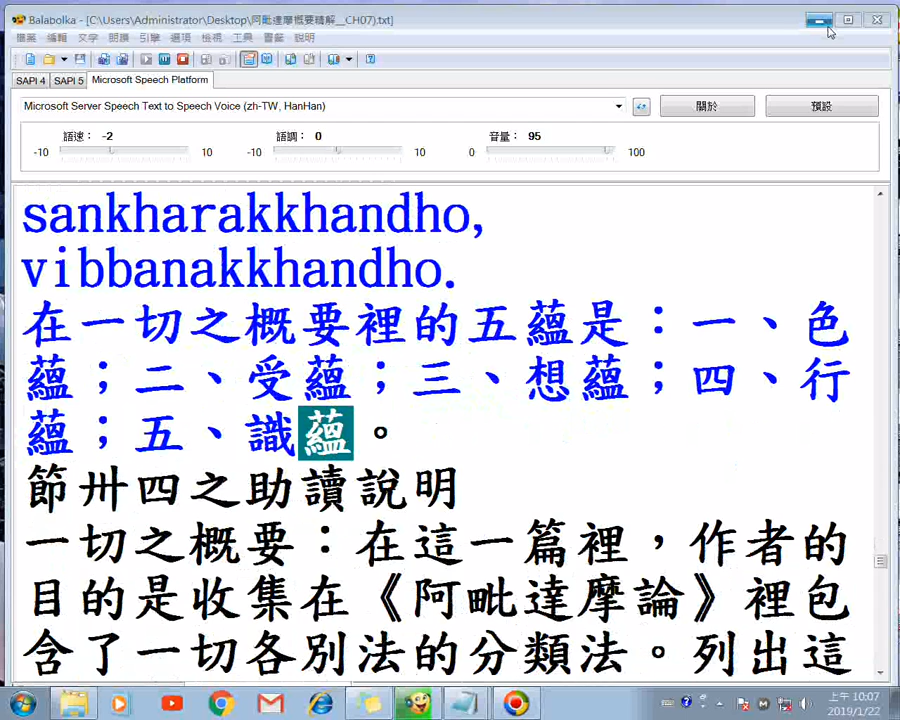 Balabolka - [C:\Users\Administrator\Desktop\阿毗達摩概要精解__CH07).txt]
檔案 編輯 文字 朗讀 引擎 選項 檢視 工具 書籤 說明
SAPI 4 SAPI 5 Microsoft Speech Platform
Microsoft Server Speech Text to Speech Voice (zh-TW, HanHan) 關於 預設
語速： -2 語調： 0 音量： 95
-10 10 -10 10 0 100
sankharakkhandho,
vibbanakkhandho.
在一切之概要裡的五蘊是：一、色
蘊；二、受蘊；三、想蘊；四、行
蘊；五、識蘊。
節卅四之助讀說明
一切之概要：在這一篇裡，作者的
目的是收集在《阿毗達摩論》裡包
含了一切各別法的分類法。列出這
上午 10:07
2019/1/22